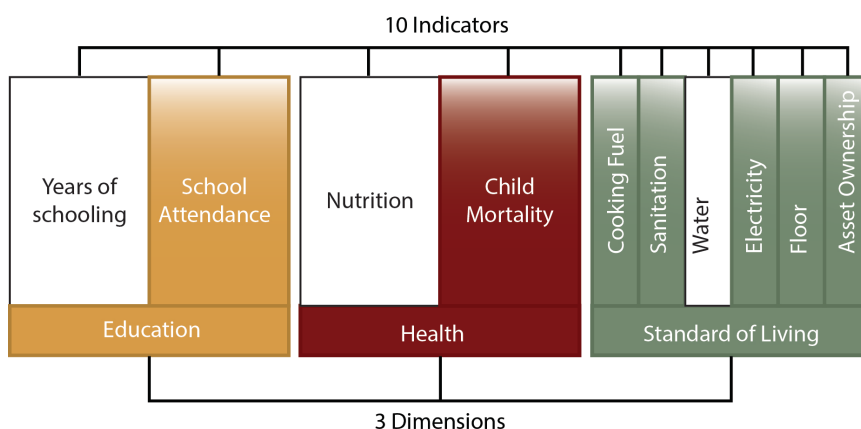 10 Indicators
Years of
schooling
School
Attendance
Nutrition
Child
Mortality
Cooking Fuel
Sanitation
Water
Electricity
Floor
Asset Ownership
Education
Health
Standard of Living
3 Dimensions